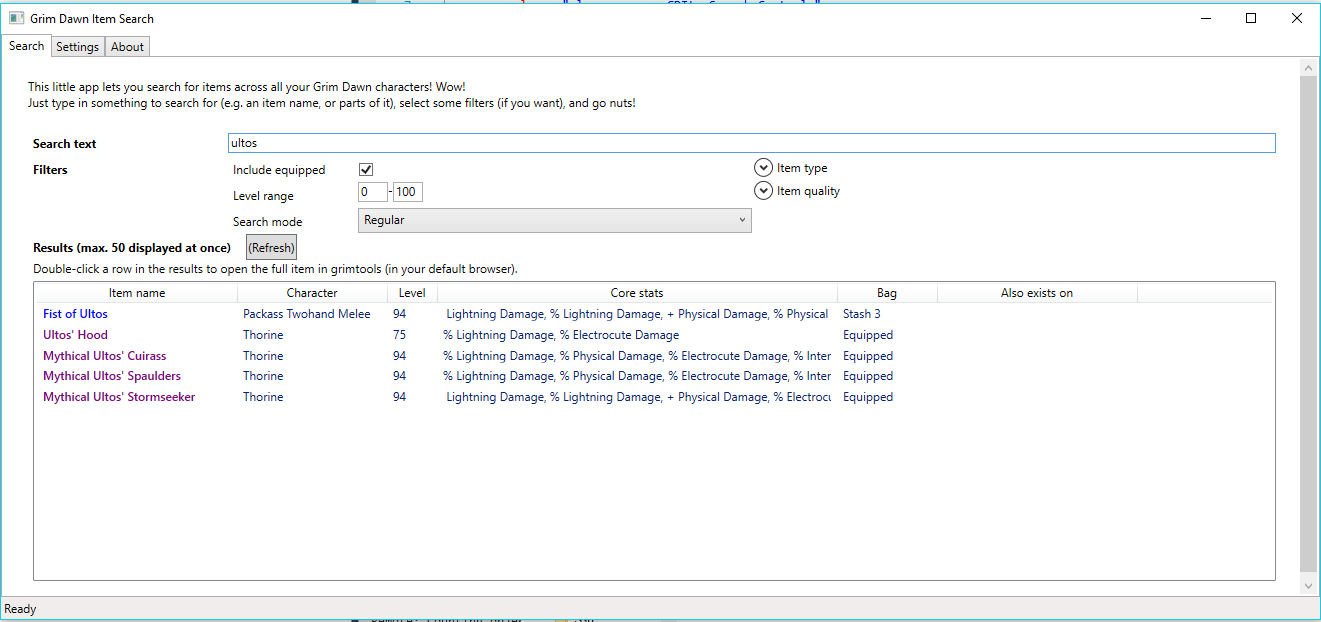 Grim Dawn Item Search
Search Settings About
This little app lets you search for items across all your Grim Dawn characters! Wow!
Just type in something to search for (e.g. an item name, or parts of it), select some filters (if you want), and go nuts!
Search text ultos
Filters Include equipped Item type
Level range 0 - 100 Item quality
Search mode Regular
Results (max. 50 displayed at once) (Refresh)
Double-click a row in the results to open the full item in grimtools (in your default browser).
Item name Character Level Core stats Bag Also exists on
Fist of Ultos Packass Twohand Melee 94 Lightning Damage, % Lightning Damage, + Physical Damage, % Physical Stash 3
Ultos' Hood Thorine 75 % Lightning Damage, % Electrocute Damage Equipped
Mythical Ultos' Cuirass Thorine 94 % Lightning Damage, % Physical Damage, % Electrocute Damage, % Inter Equipped
Mythical Ultos' Spaulders Thorine 94 % Lightning Damage, % Physical Damage, % Electrocute Damage, % Inter Equipped
Mythical Ultos' Stormseeker Thorine 94 Lightning Damage, % Lightning Damage, + Physical Damage, % Electrocu Equipped
Ready